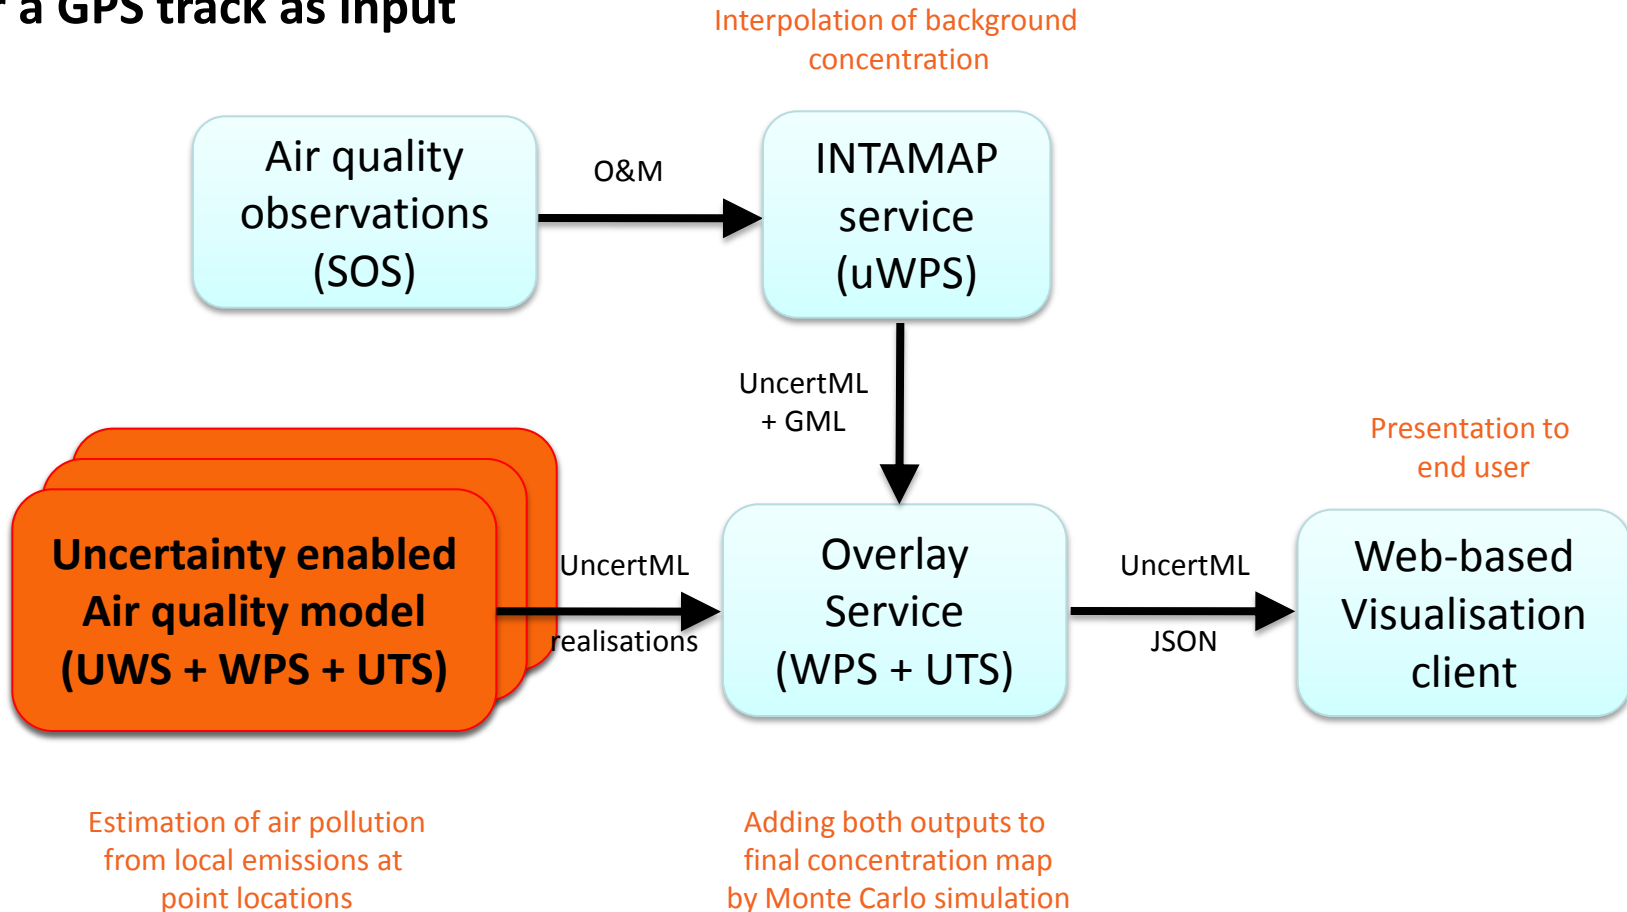 a GPS track as input
Interpolation of background
concentration
Air quality
observations
(SOS)
O&M
INTAMAP
service
(uWPS)
UncertML
+ GML
Presentation to
end user
Uncertainty enabled
Air quality model
(UWS + WPS + UTS)
UncertML
realisations
Overlay
Service
(WPS + UTS)
UncertML
JSON
Web-based
Visualisation
client
Estimation of air pollution
from local emissions at
point locations
Adding both outputs to
final concentration map
by Monte Carlo simulation